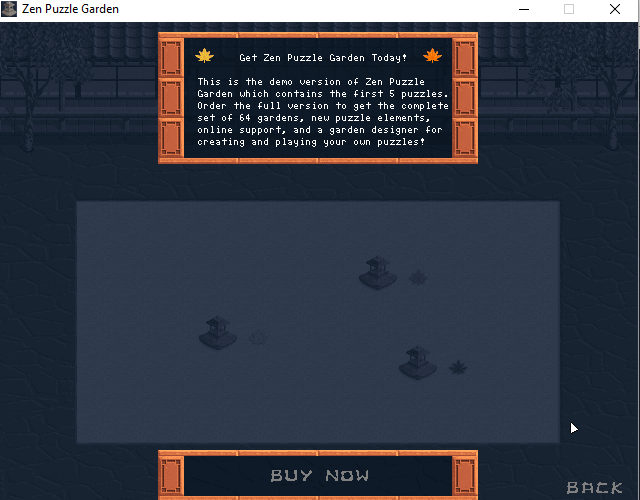 Zen Puzzle Garden
Get Zen Puzzle Garden Today!
This is the demo version of Zen Puzzle
Garden which contains the first 5 puzzles.
Order the full version to get the complete
set of 64 gardens, new puzzle elements,
online support, and a garden designer for
creating and playing your own puzzles!
BUY NOW
BACK